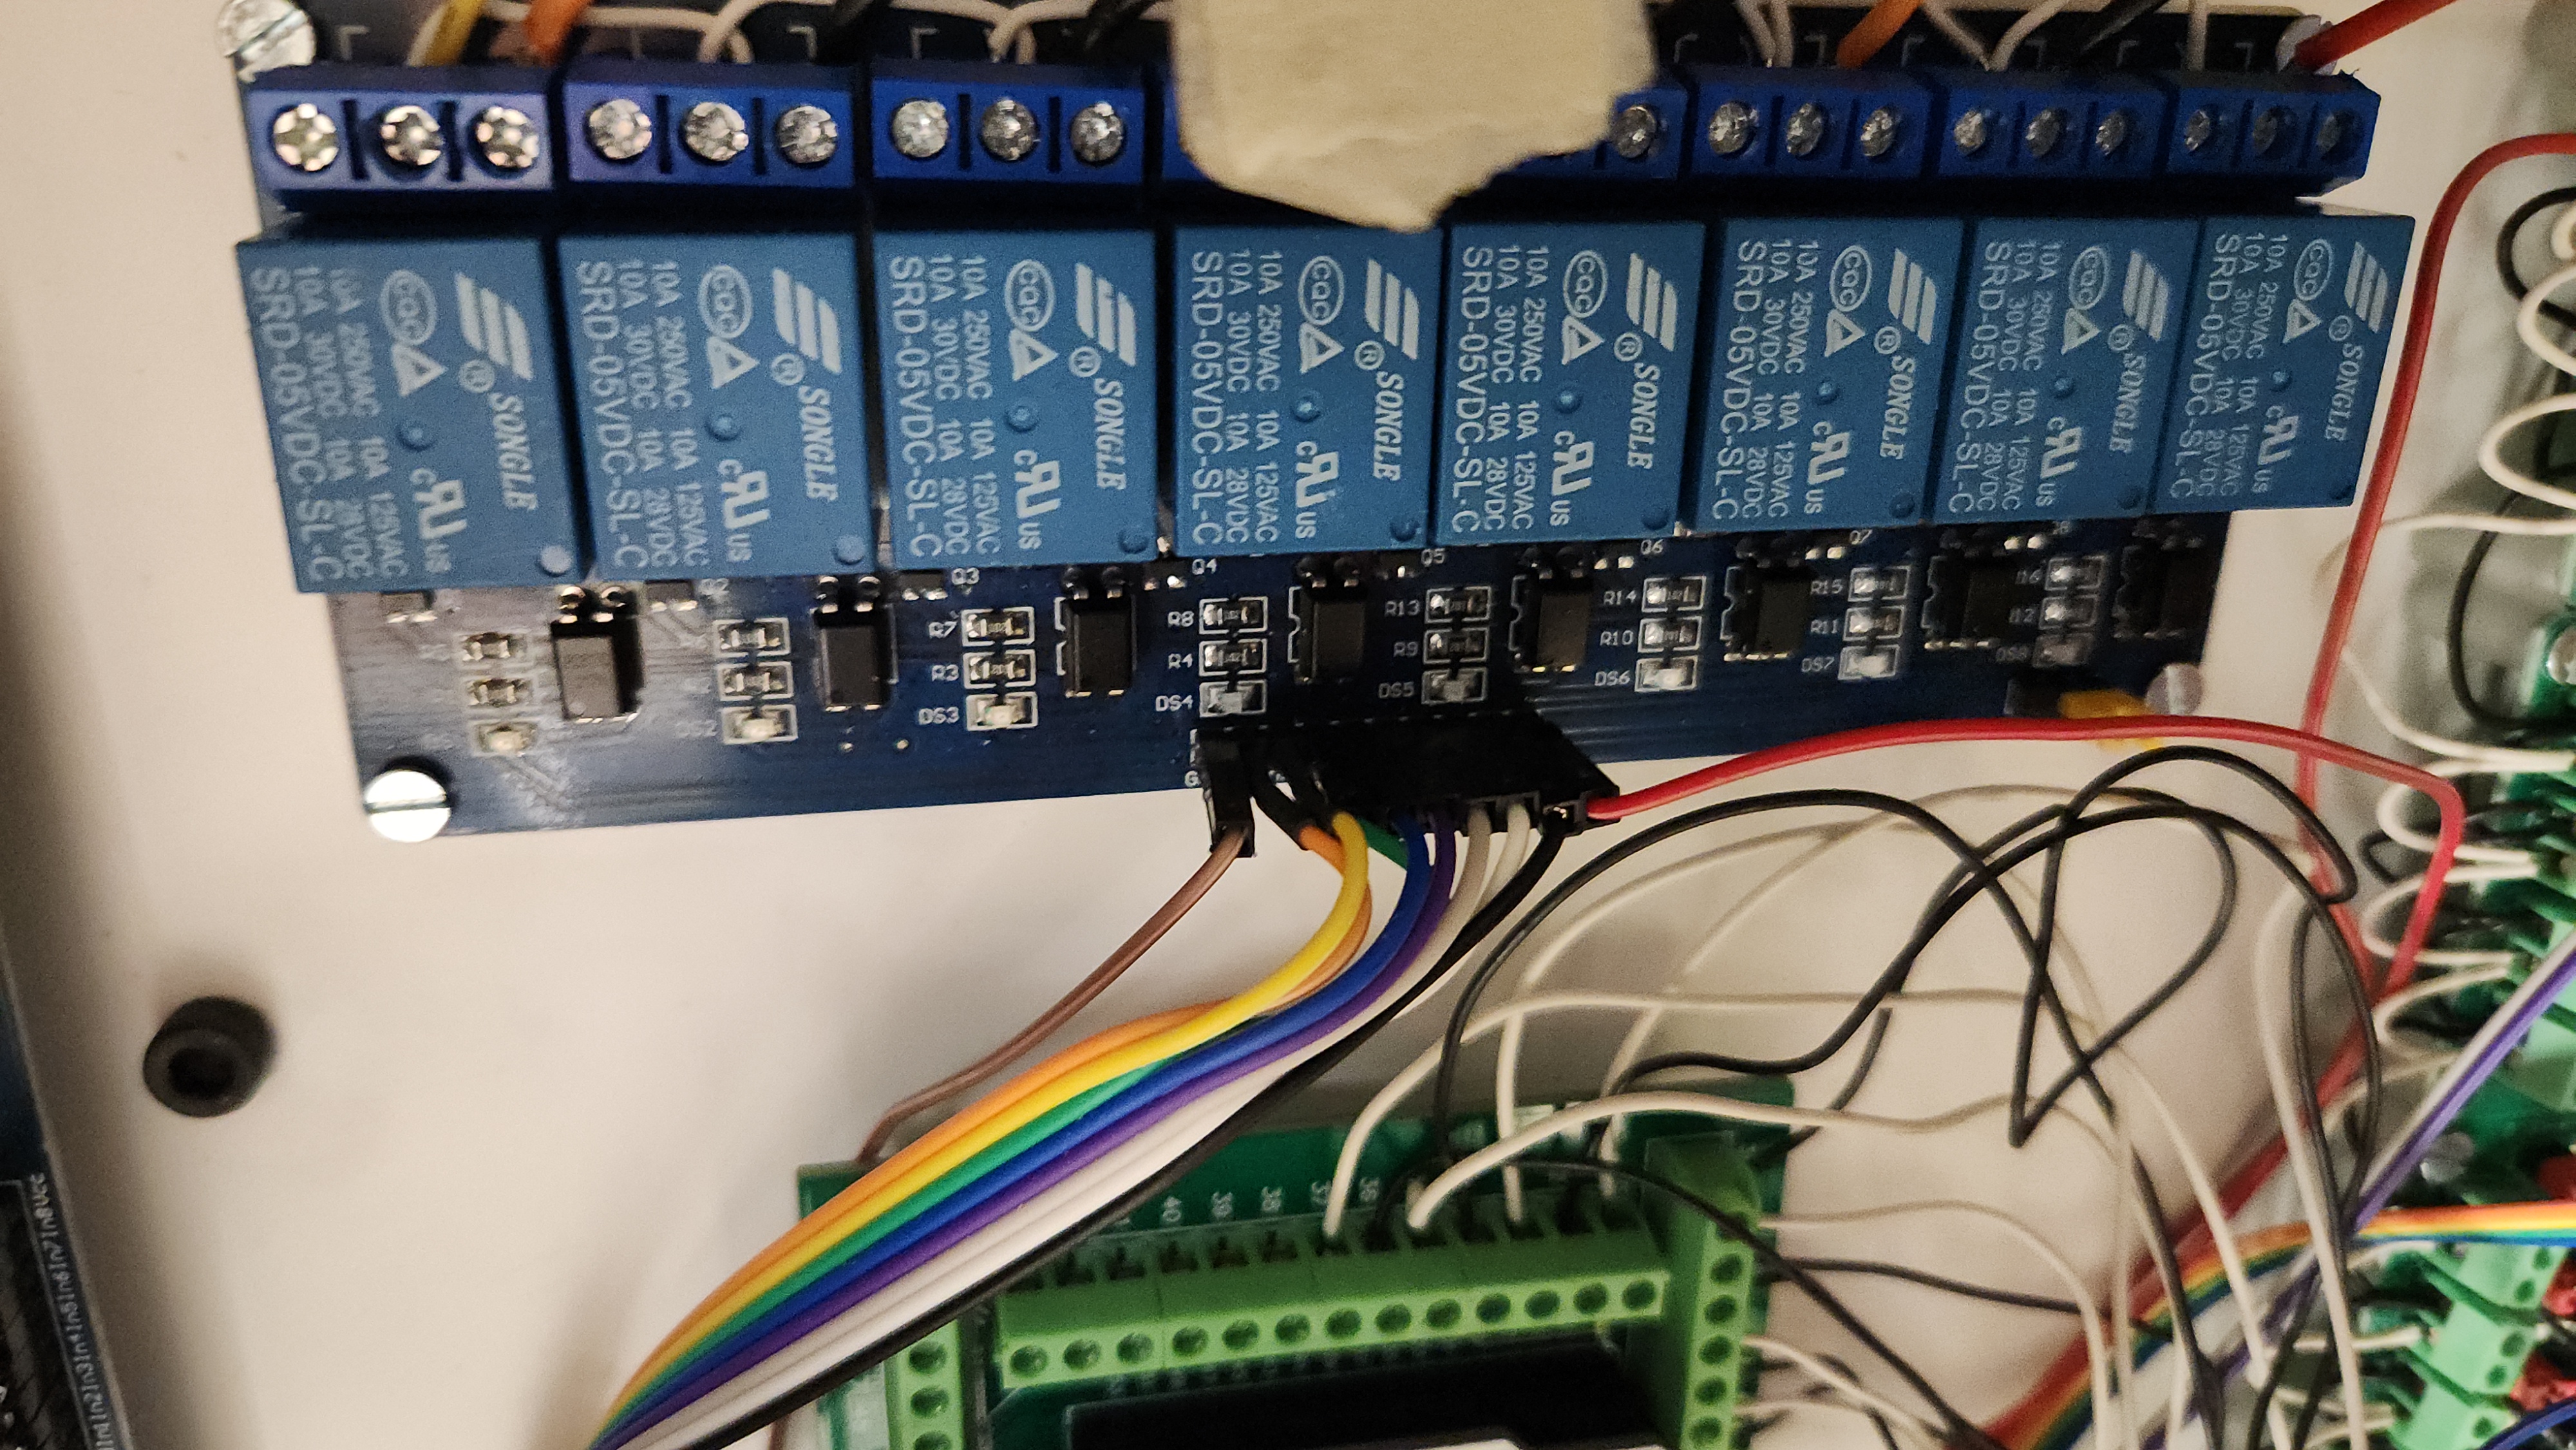 In1In2In3In4In5In6In7In8Vcc
SONGLE
10A 250VAC 10A 125VAC
10A 30VDC 10A 28VDC
SRD-05VDC-SL-C
SONGLE
10A 250VAC 10A 125VAC
10A 30VDC 10A 28VDC
SRD-05VDC-SL-C
SONGLE
10A 250VAC 10A 125VAC
10A 30VDC 10A 28VDC
SRD-05VDC-SL-C
SONGLE
10A 250VAC 10A 125VAC
10A 30VDC 10A 28VDC
SRD-05VDC-SL-C
SONGLE
10A 250VAC 10A 125VAC
10A 30VDC 10A 28VDC
SRD-05VDC-SL-C
SONGLE
10A 250VAC 10A 125VAC
10A 30VDC 10A 28VDC
SRD-05VDC-SL-C
SONGLE
10A 250VAC 10A 125VAC
10A 30VDC 10A 28VDC
SRD-05VDC-SL-C
SONGLE
10A 250VAC 10A 125VAC
10A 30VDC 10A 28VDC
SRD-05VDC-SL-C
DS2
DS3 R3 R7 Q3
DS4 R4 R8 Q4
DS5 R9 R13 Q5
DS6 R10 R14 Q6
DS7 R11 R15 Q7
40
39
38
37
36